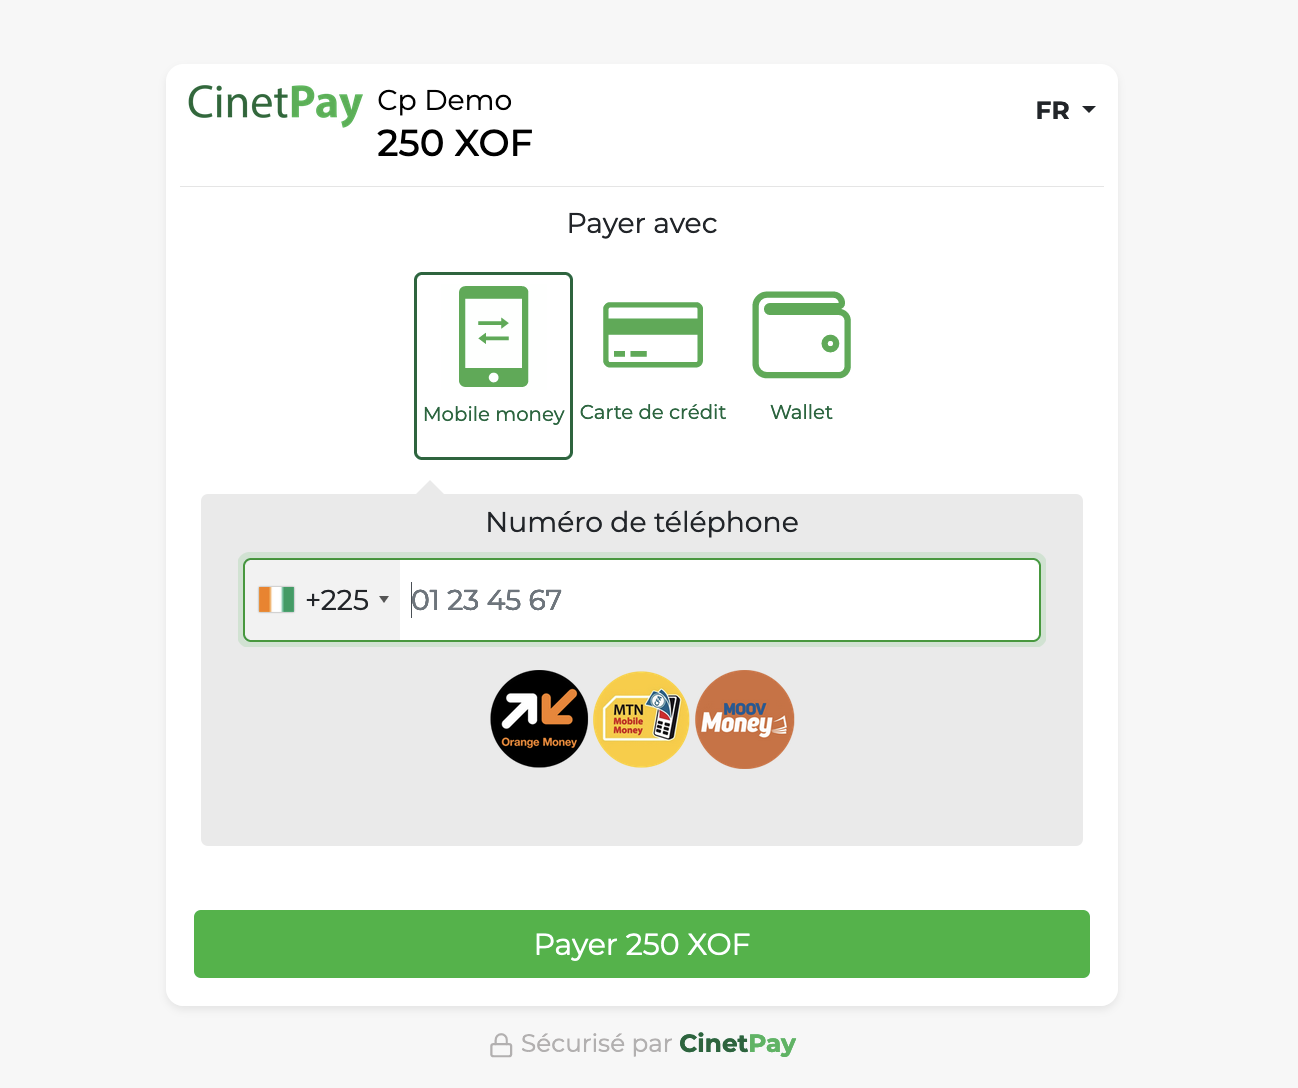 CinetPay Cp Demo
250 XOF
FR
Payer avec
Mobile money
Carte de crédit
Wallet
Numéro de téléphone
+225
01 23 45 67
Orange Money
MTN
Mobile
Money
MOOV
Money
Payer 250 XOF
Sécurisé par CinetPay